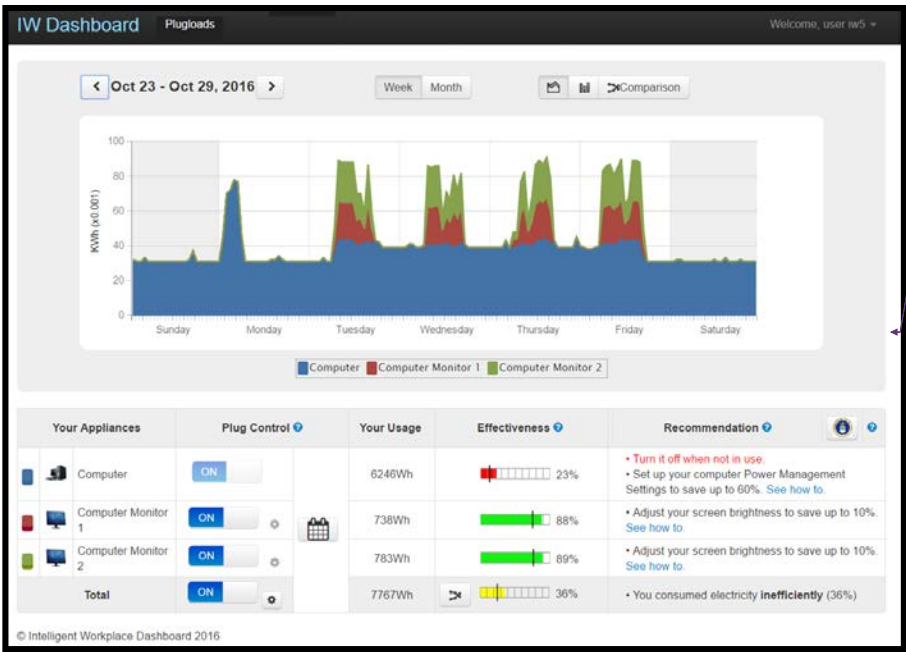 IW Dashboard Plugloads Welcome, user iw5
Oct 23 - Oct 29, 2016 Week Month Comparison
100
80
60
40
20
0
KWh (x0.001)
Sunday Monday Tuesday Wednesday Thursday Friday Saturday
Computer Computer Monitor 1 Computer Monitor 2
Your Appliances Plug Control ? Your Usage Effectiveness ? Recommendation ? ?
Computer ON 6246Wh 23%
• Turn it off when not in use.
• Set up your computer Power Management
Settings to save up to 60%. See how to.
Computer Monitor
1
ON 738Wh 88%
• Adjust your screen brightness to save up to 10%.
See how to.
Computer Monitor
2
ON 783Wh 89%
• Adjust your screen brightness to save up to 10%.
See how to.
Total ON 7767Wh 36% • You consumed electricity inefficiently (36%)
© Intelligent Workplace Dashboard 2016